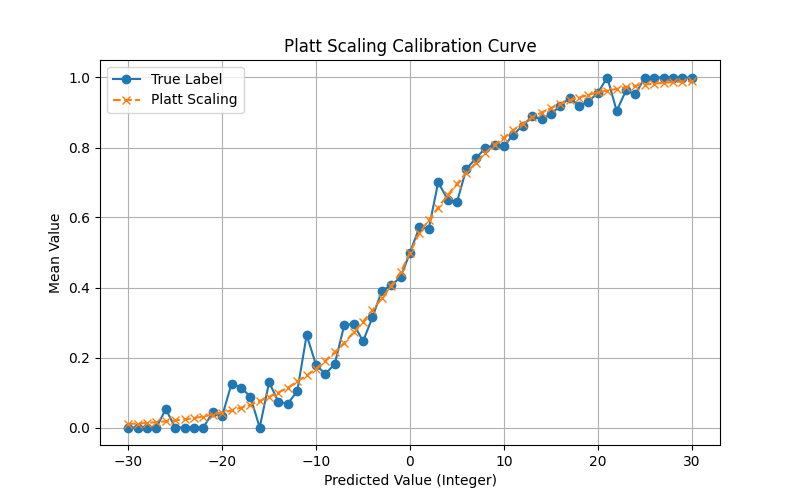 Platt Scaling Calibration Curve
True Label
Platt Scaling
Mean Value
1.0
0.8
0.6
0.4
0.2
0.0
−30 −20 −10 0 10 20 30
Predicted Value (Integer)